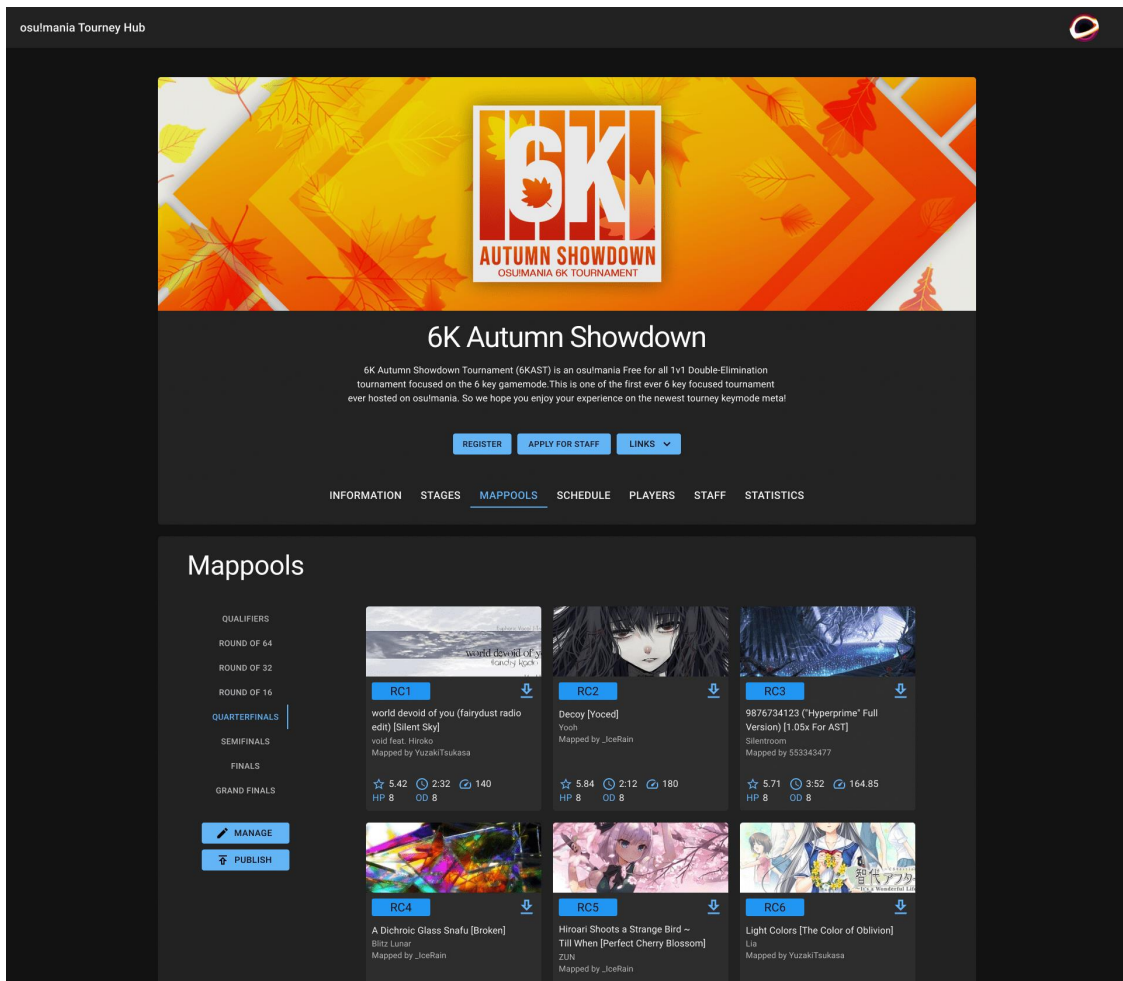 osu!mania Tourney Hub
6K
AUTUMN SHOWDOWN
OSU!MANIA 6K TOURNAMENT
6K Autumn Showdown
6K Autumn Showdown Tournament (6KAST) is an osu!mania Free for all 1v1 Double-Elimination
tournament focused on the 6 key gamemode.This is one of the first ever 6 key focused tournament
ever hosted on osu!mania. So we hope you enjoy your experience on the newest tourney keymode meta!
REGISTER APPLY FOR STAFF LINKS
INFORMATION STAGES MAPPOOLS SCHEDULE PLAYERS STAFF STATISTICS
Mappools
QUALIFIERS
ROUND OF 64
ROUND OF 32
ROUND OF 16
QUARTERFINALS
SEMIFINALS
FINALS
GRAND FINALS
MANAGE
PUBLISH
world devoid of y
RC1
world devoid of you (fairydust radio
edit) [Silent Sky]
void feat. Hiroko
Mapped by YuzakiTsukasa
5.42 2:32 140
HP 8 OD 8
RC2
Decoy [Yoced]
Yooh
Mapped by _IceRain
5.84 2:12 180
HP 8 OD 8
RC3
9876734123 ("Hyperprime" Full
Version) [1.05x For AST]
Silentroom
Mapped by 553343477
5.71 3:52 164.85
HP 8 OD 8
RC4
A Dichroic Glass Snafu [Broken]
Blitz Lunar
Mapped by _IceRain
RC5
Hiroari Shoots a Strange Bird ~
Till When [Perfect Cherry Blossom]
ZUN
Mapped by _IceRain
智代アフター
~It's a Wonderful Life
RC6
Light Colors [The Color of Oblivion]
Lia
Mapped by YuzakiTsukasa